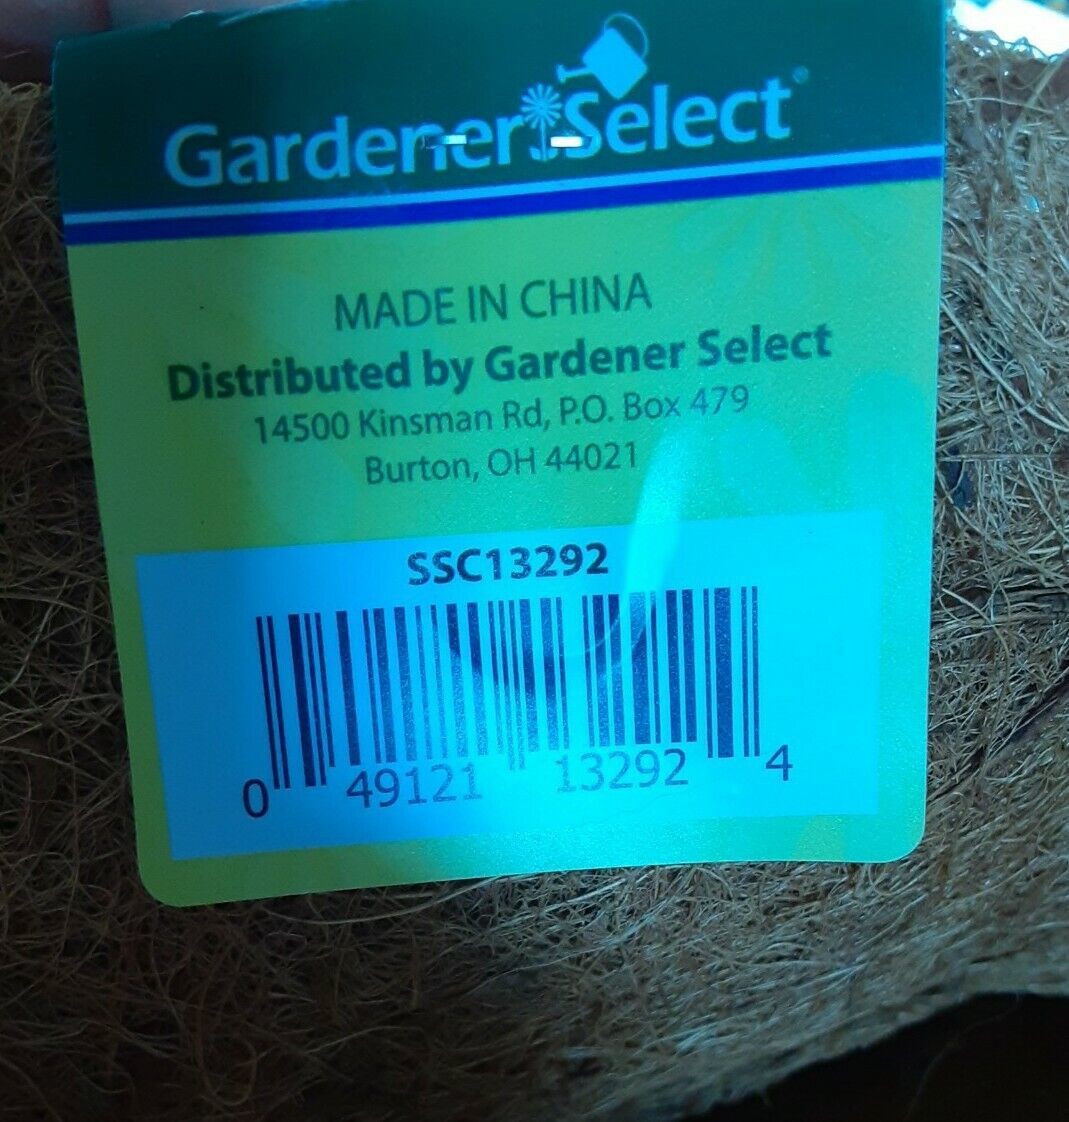 Gardener Select®
MADE IN CHINA
Distributed by Gardener Select
14500 Kinsman Rd, P.O. Box 479
Burton, OH 44021
SSC13292
0 49121 13292 4